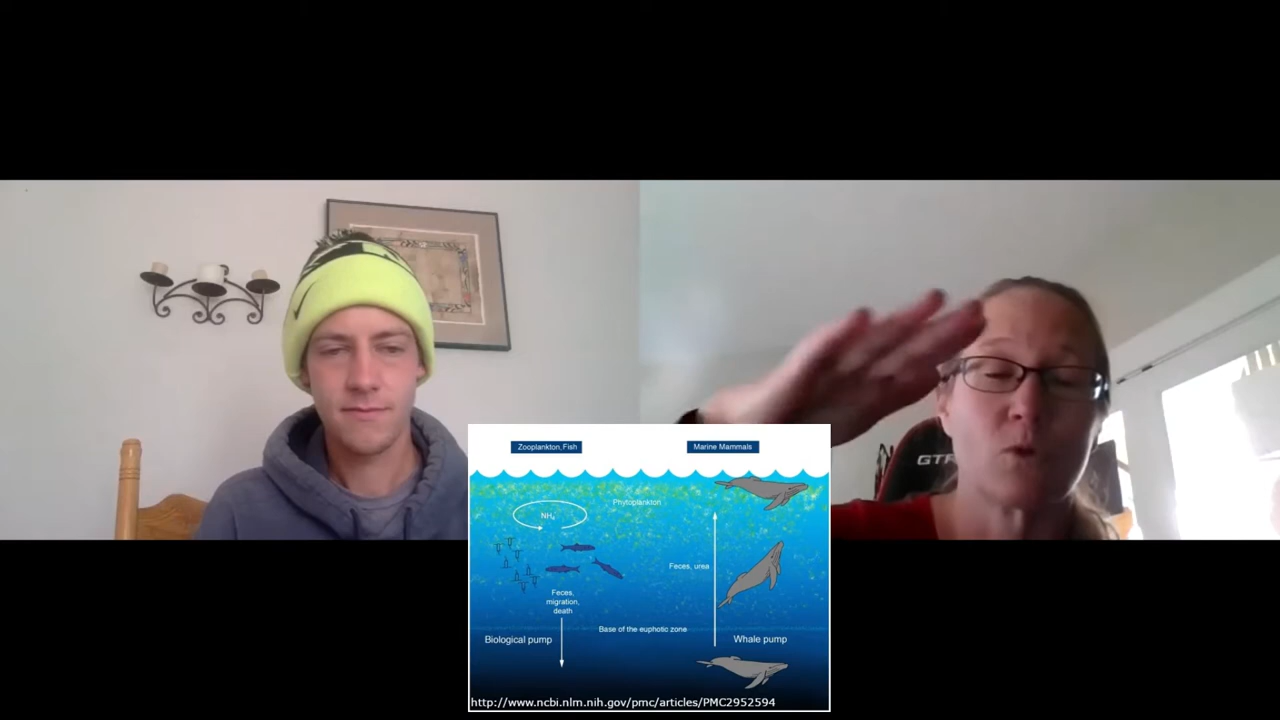 GTR
Zooplankton, Fish
Marine Mammals
Phytoplankton
NH₄⁺
Feces, urea
Feces,
migration,
death
Base of the euphotic zone
Biological pump
Whale pump
http://www.ncbi.nlm.nih.gov/pmc/articles/PMC2952594